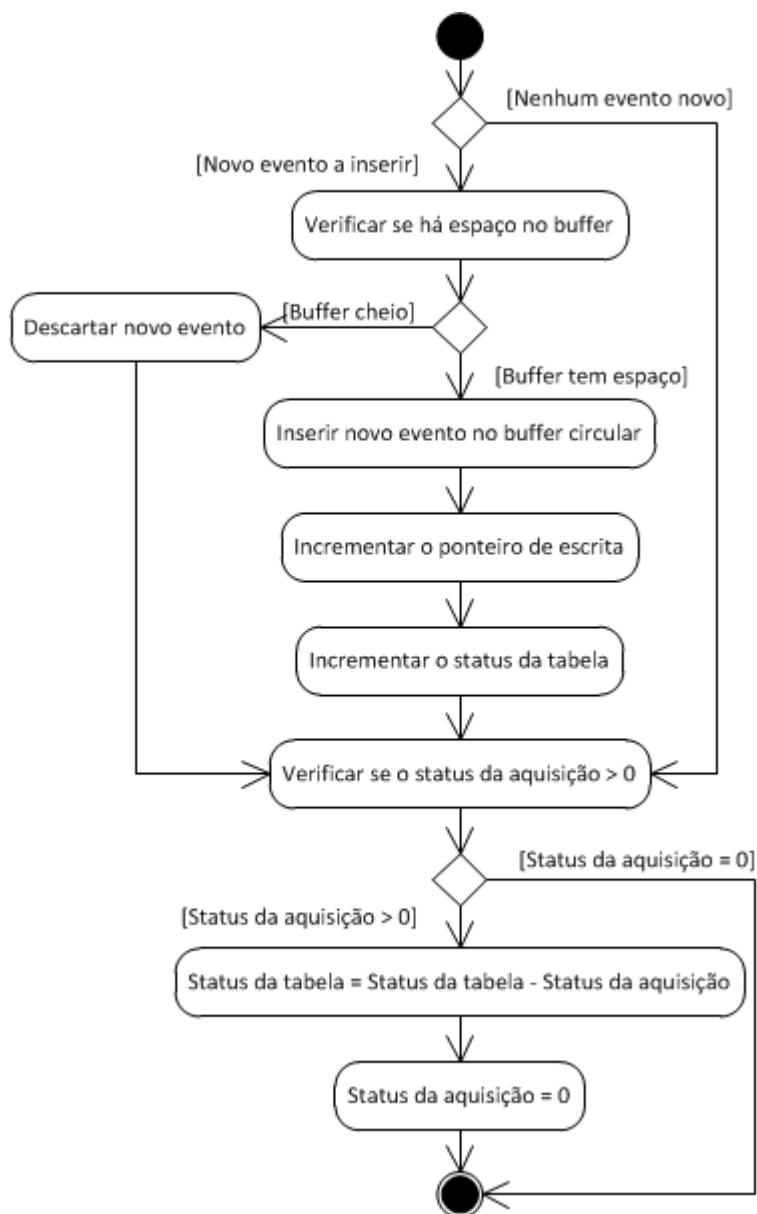 [Nenhum evento novo]
[Novo evento a inserir]
Verificar se há espaço no buffer
Descartar novo evento
[Buffer cheio]
[Buffer tem espaço]
Inserir novo evento no buffer circular
Incrementar o ponteiro de escrita
Incrementar o status da tabela
Verificar se o status da aquisição > 0
[Status da aquisição = 0]
[Status da aquisição > 0]
Status da tabela = Status da tabela - Status da aquisição
Status da aquisição = 0